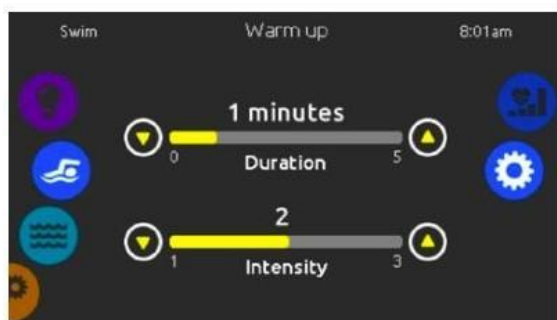 Swim Warm up 8:01am
1 minutes
0 5
Duration
2
1 3
Intensity